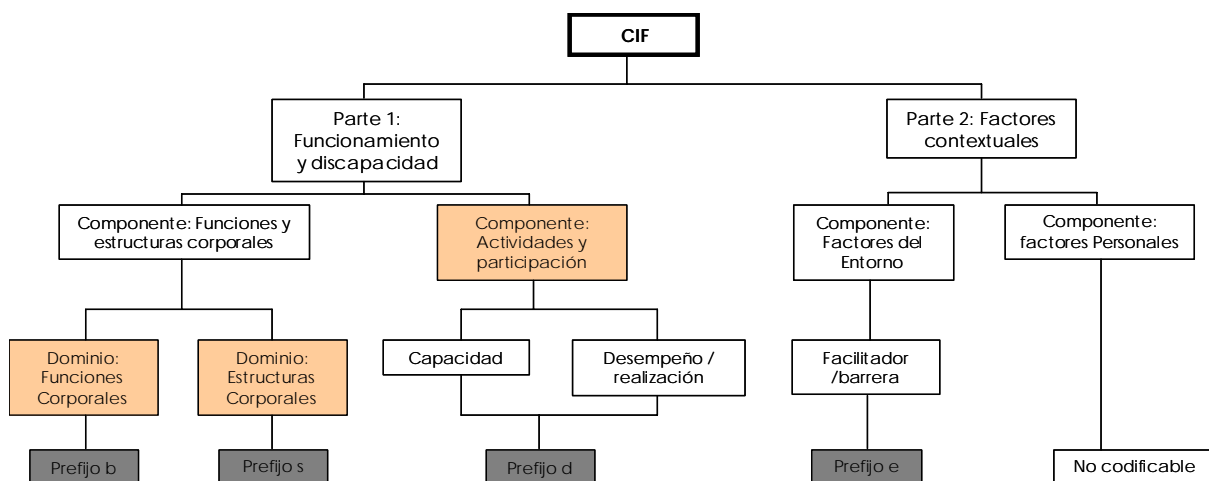 CIF
Parte 1:
Funcionamiento
y discapacidad
Parte 2: Factores
contextuales
Componente: Funciones y
estructuras corporales
Componente:
Actividades y
participación
Componente:
Factores del
Entorno
Componente:
factores Personales
Dominio:
Funciones
Corporales
Dominio:
Estructuras
Corporales
Capacidad
Desempeño /
realización
Facilitador
/barrera
Prefijo b
Prefijo s
Prefijo d
Prefijo e
No codificable